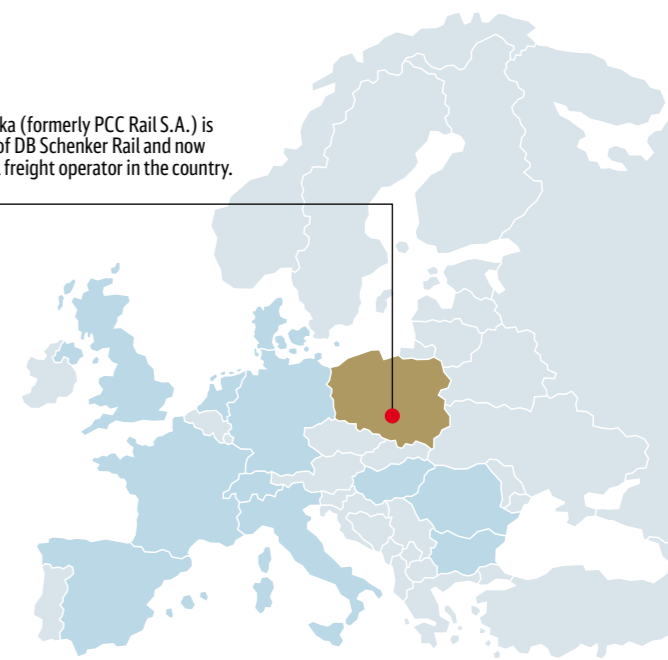 ka (formerly PCC Rail S.A.) is
of DB Schenker Rail and now
freight operator in the country.